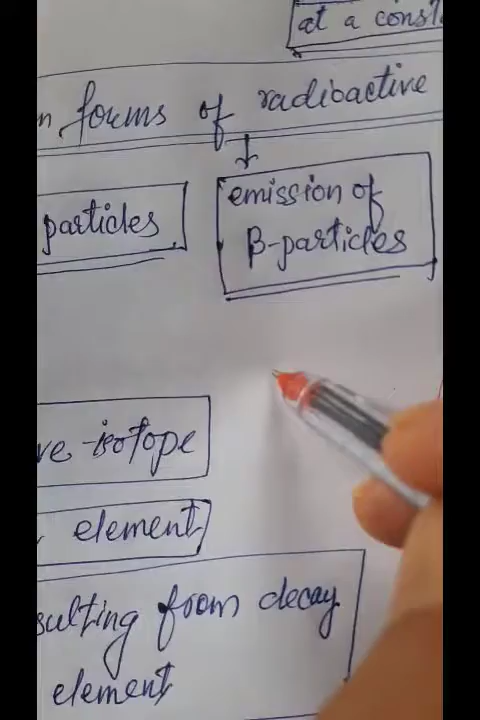 at a const
n forms of radioactive
particles
emission of
β-particles
ve isotope
element
sulting from decay
element